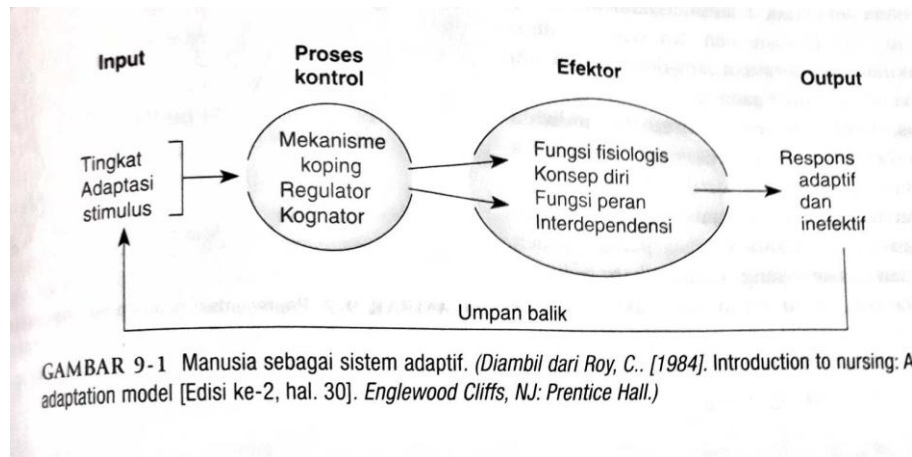 Input
Proses
kontrol
Efektor
Output
Tingkat
Adaptasi
stimulus
Mekanisme
koping
Regulator
Kognator
Fungsi fisiologis
Konsep diri
Fungsi peran
Interdependensi
Respons
adaptif
dan
inefektif
Umpan balik
GAMBAR 9-1 Manusia sebagai sistem adaptif. (Diambil dari Roy, C.. [1984]. Introduction to nursing: A
adaptation model [Edisi ke-2, hal. 30]. Englewood Cliffs, NJ: Prentice Hall.)